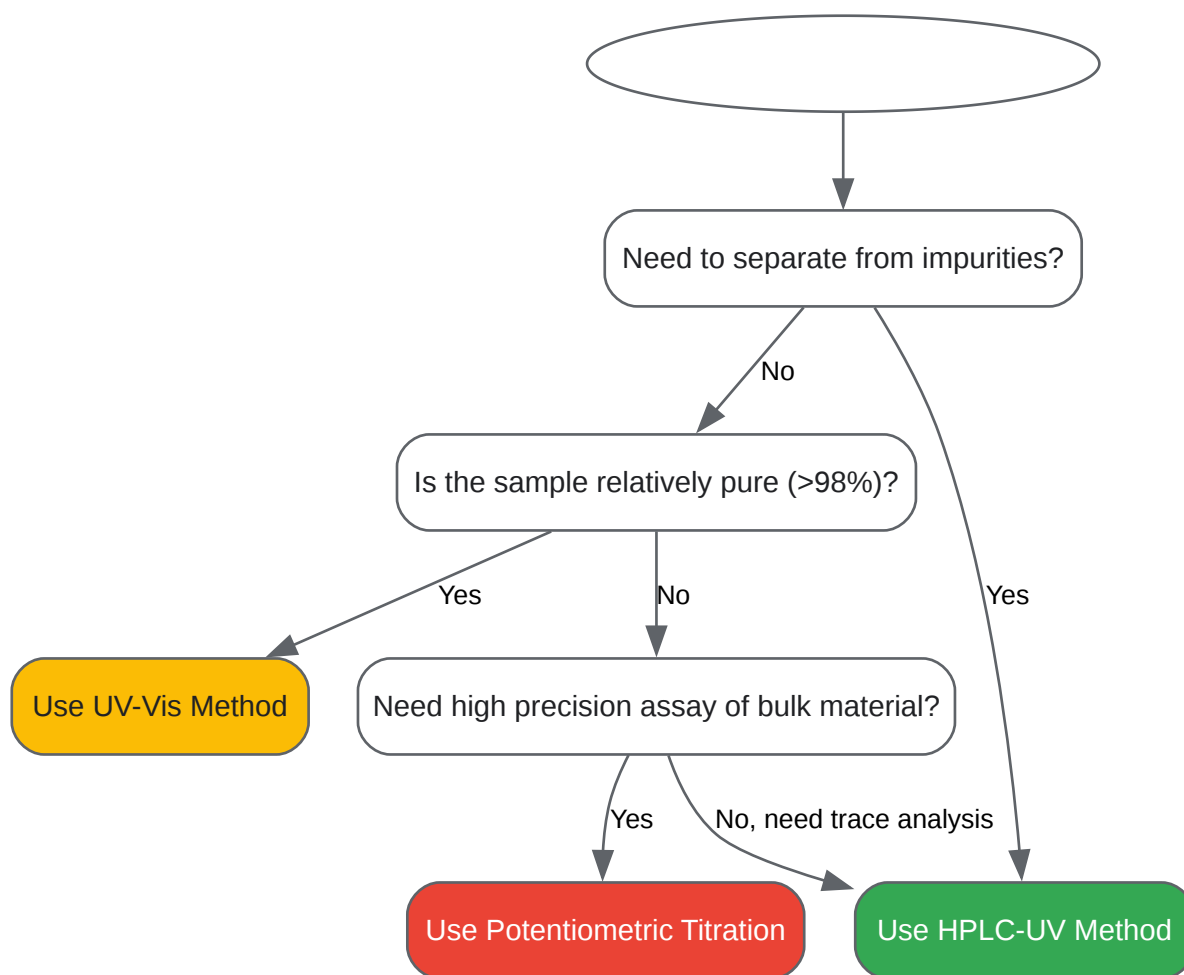 Need to separate from impurities?
No
Is the sample relatively pure (>98%)?
Yes
No
Yes
Use UV-Vis Method
Need high precision assay of bulk material?
Yes
No, need trace analysis
Use Potentiometric Titration
Use HPLC-UV Method